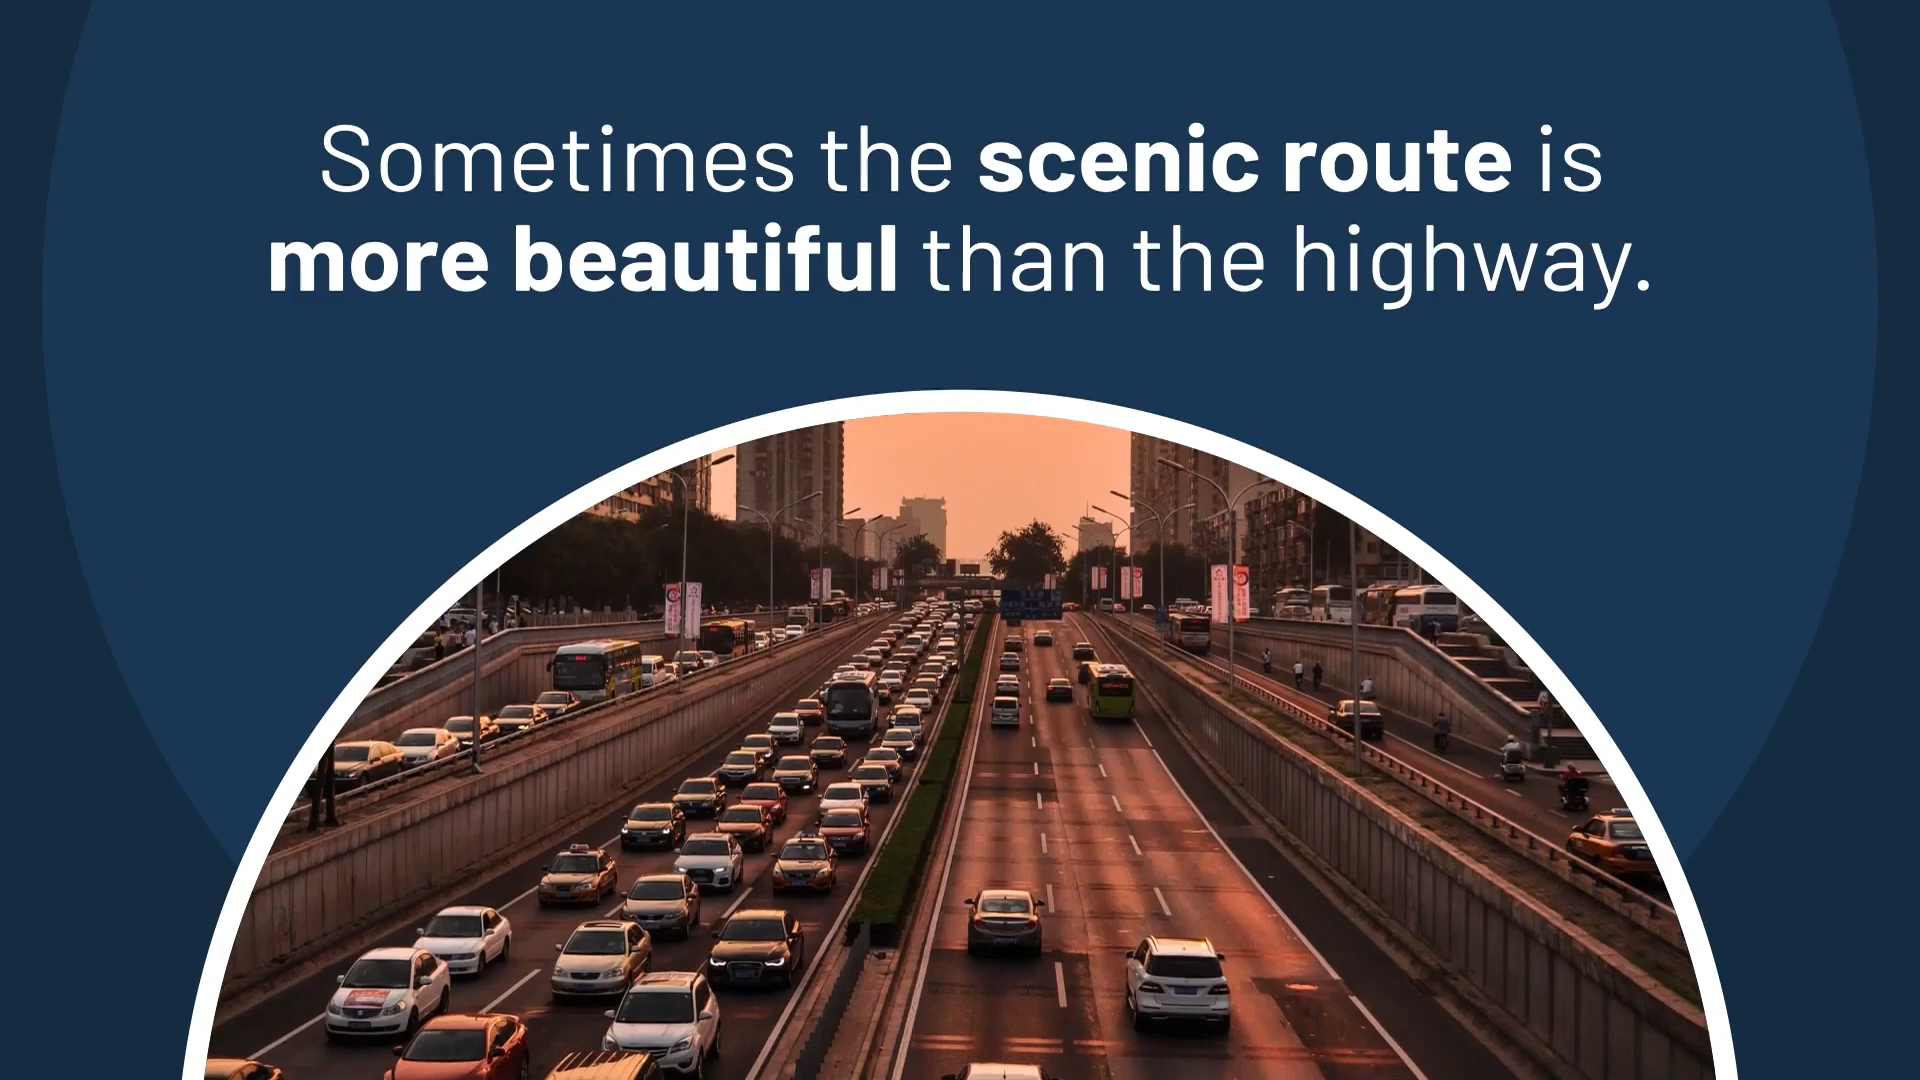 Sometimes the scenic route is
more beautiful than the highway.